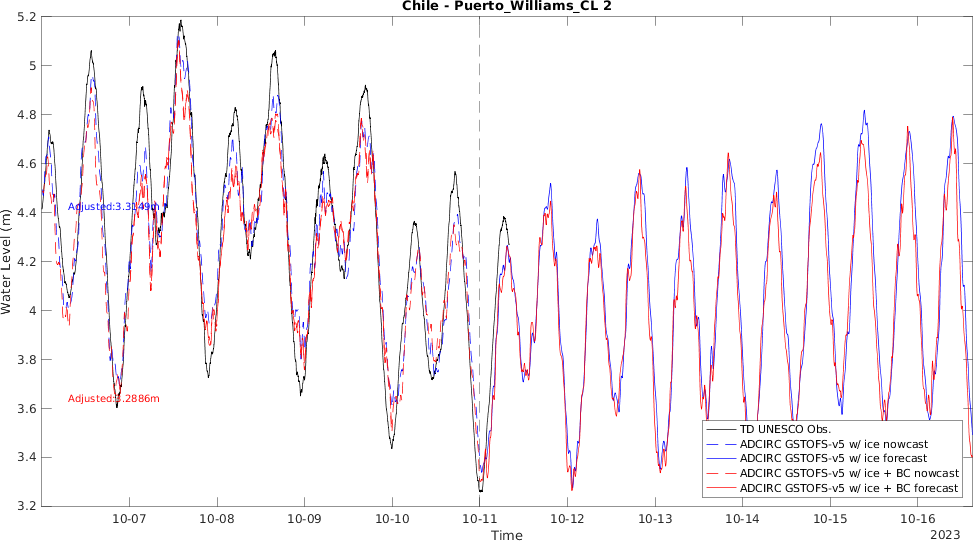 Chile - Puerto_Williams_CL 2
Water Level (m)
5.2
5
4.8
4.6
4.4
4.2
4
3.8
3.6
3.4
3.2
Adjusted:3.3149m
Adjusted:3.2886m
TD UNESCO Obs.
ADCIRC GSTOFS-v5 w/ ice nowcast
ADCIRC GSTOFS-v5 w/ ice forecast
ADCIRC GSTOFS-v5 w/ ice + BC nowcast
ADCIRC GSTOFS-v5 w/ ice + BC forecast
10-07 10-08 10-09 10-10 10-11 10-12 10-13 10-14 10-15 10-16
Time
2023